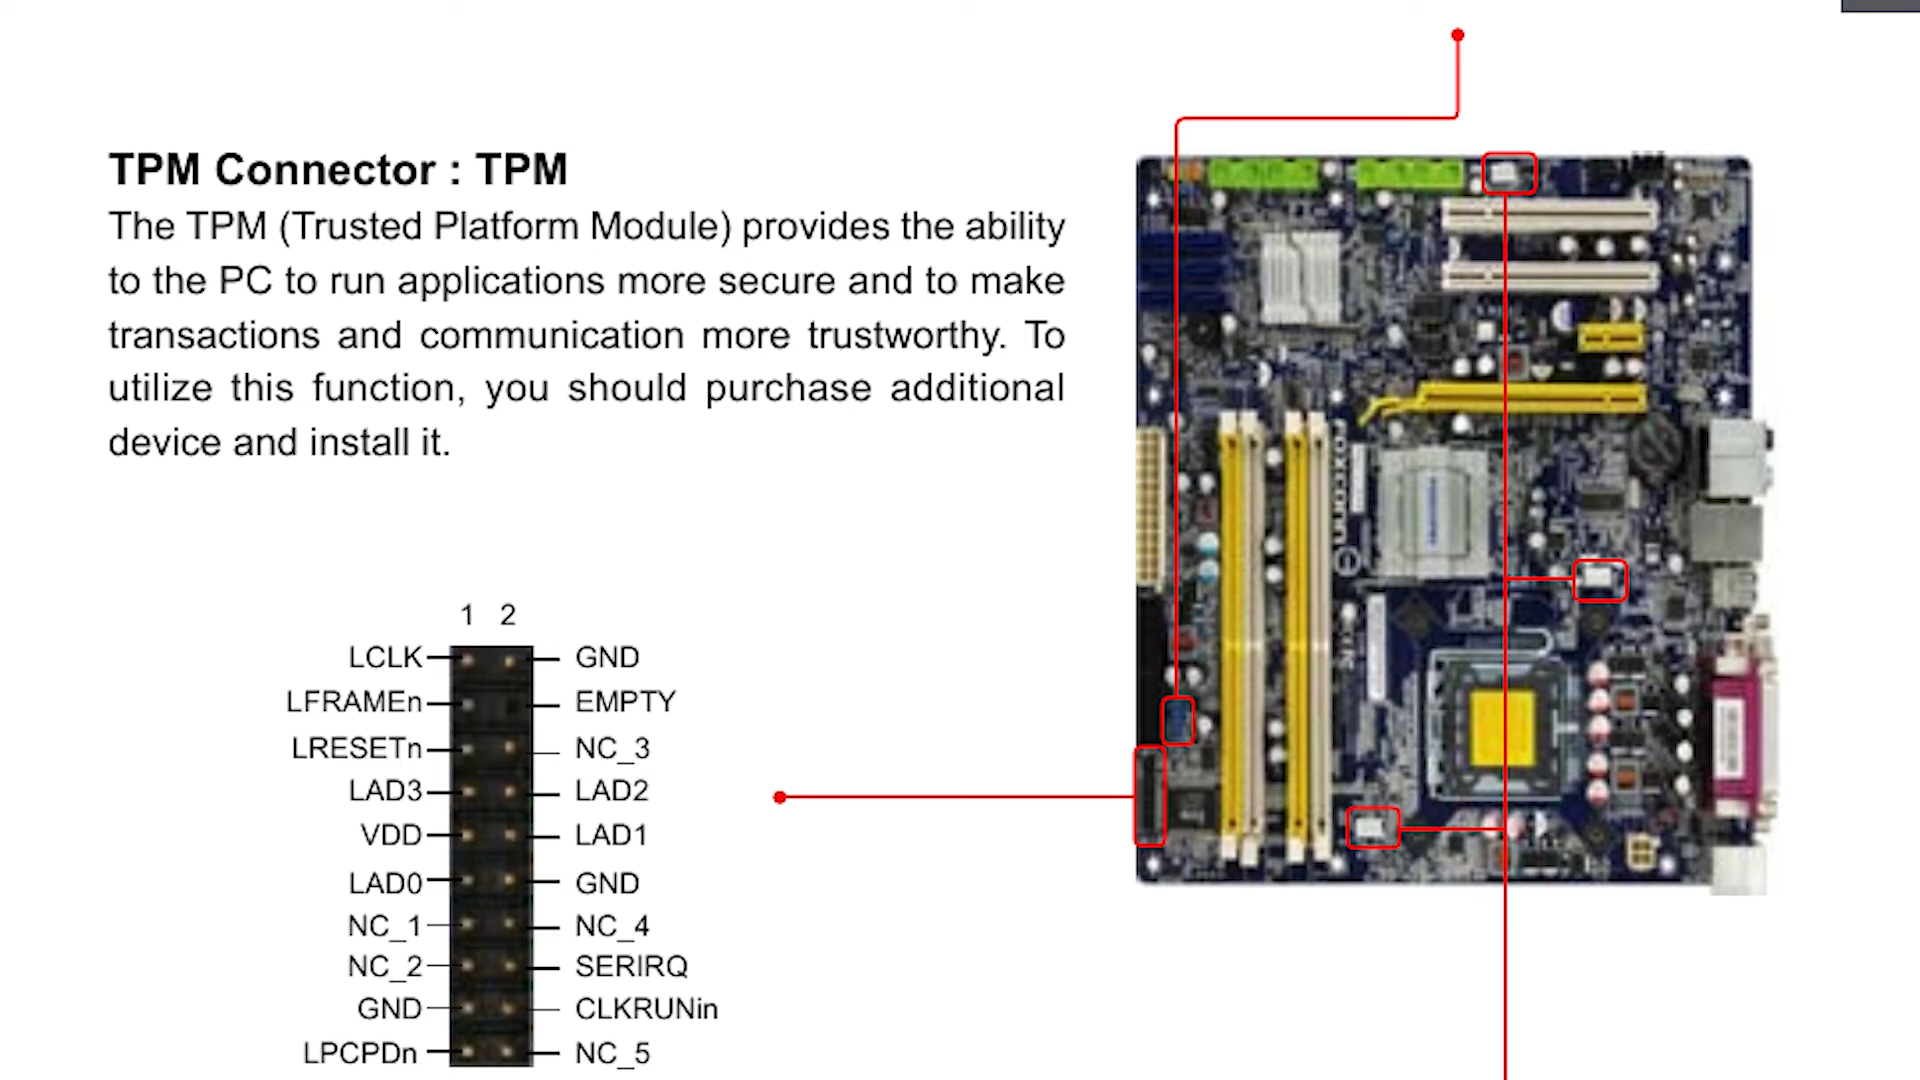 TPM Connector : TPM
The TPM (Trusted Platform Module) provides the ability
to the PC to run applications more secure and to make
transactions and communication more trustworthy. To
utilize this function, you should purchase additional
device and install it.
1 2
LCLK GND
LFRAMEn EMPTY
LRESETn NC_3
LAD3 LAD2
VDD LAD1
LAD0 GND
NC_1 NC_4
NC_2 SERIRQ
GND CLKRUNin
LPCPDn NC_5
FOXCONN